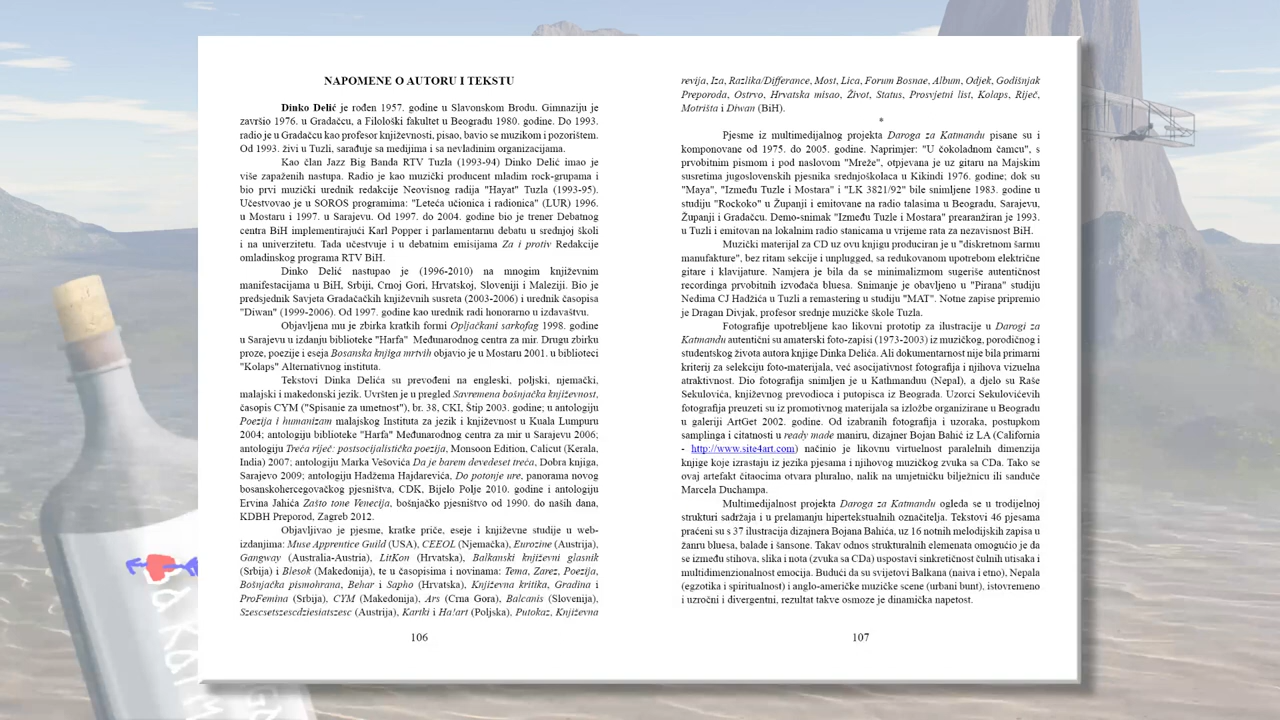 NAPOMENE O AUTORU I TEKSTU
Dinko Delić je rođen 1957. godine u Slavonskom Brodu. Gimnaziju je
završio 1976. u Gradačcu, a Filološki fakultet u Beogradu 1980. godine. Do 1993.
radio je u Gradačcu kao profesor književnosti, pisao, bavio se muzikom i pozorištem.
Od 1993. živi u Tuzli, sarađuje sa medijima i sa nevladinim organizacijama.
Kao član Jazz Big Banda RTV Tuzla (1993-94) Dinko Delić imao je
više zapaženih nastupa. Radio je kao muzički producent mladim rock-grupama i
bio prvi muzički urednik redakcije Neovisnog radija "Hayat" Tuzla (1993-95).
Učestvovao je u SOROS programima: "Leteća učionica i radionica" (LUR) 1996.
u Mostaru i 1997. u Sarajevu. Od 1997. do 2004. godine bio je trener Debatnog
centra BiH implementirajući Karl Popper i parlamentarnu debatu u srednjoj školi
i na univerzitetu. Tada učestvuje i u debatnim emisijama Za i protiv Redakcije
omladinskog programa RTV BiH.
Dinko Delić nastupao je (1996-2010) na mnogim književnim
manifestacijama u BiH, Srbiji, Crnoj Gori, Hrvatskoj, Sloveniji i Maleziji. Bio je
predsjednik Savjeta Gradačačkih književnih susreta (2003-2006) i urednik časopisa
"Diwan" (1999-2006). Od 1997. godine kao urednik radi honorarno u izdavaštvu.
Objavljena mu je zbirka kratkih formi Opljačkani sarkofag 1998. godine
u Sarajevu u izdanju biblioteke "Harfa" Međunarodnog centra za mir. Drugu zbirku
proze, poezije i eseja Bosanska knjiga mrtvih objavio je u Mostaru 2001. u biblioteci
"Kolaps" Alternativnog instituta.
Tekstovi Dinka Delića su prevođeni na engleski, poljski, njemački,
malajski i makedonski jezik. Uvršten je u pregled Savremena bošnjačka književnost,
časopis CYM ("Spisanie za umetnost"), br. 38, CKI, Štip 2003. godine; u antologiju
Poezija i humanizam malajskog Instituta za jezik i književnost u Kuala Lumpuru
2004; antologiju biblioteke "Harfa" Međunarodnog centra za mir u Sarajevu 2006;
antologiju Treća riječ: postsocijalistička poezija, Monsoon Edition, Calicut (Kerala,
India) 2007; antologiju Marka Vešovića Da je barem devedeset treća, Dobra knjiga,
Sarajevo 2009; antologiju Hadžema Hajdarevića, Do potonje ure, panorama novog
bosanskohercegovačkog pjesništva, CDK, Bijelo Polje 2010. godine i antologiju
Ervina Jahića Zašto tone Venecija, bošnjačko pjesništvo od 1990. do naših dana,
KDBH Preporod, Zagreb 2012.
Objavljivao je pjesme, kratke priče, eseje i književne studije u web-
izdanjima: Muse Apprentice Guild (USA), CEEOL (Njemačka), Eurozine (Austrija),
Gangway (Australia-Austria), LitKon (Hrvatska), Balkanski književni glasnik
(Srbija) i Blesok (Makedonija), te u časopisima i novinama: Tema, Zarez, Poezija,
Bošnjačka pismohrana, Behar i Sapho (Hrvatska), Književna kritika, Gradina i
ProFemina (Srbija), CYM (Makedonija), Ars (Crna Gora), Balcanis (Slovenija),
Szescsetszescdziesiatszesc (Austrija), Kartki i Ha!art (Poljska), Putokaz, Književna
106
revija, Iza, Razlika/Differance, Most, Lica, Forum Bosnae, Album, Odjek, Godišnjak
Preporoda, Ostrvo, Hrvatska misao, Život, Status, Prosvjetni list, Kolaps, Riječ,
Motrišta i Diwan (BiH).
*
Pjesme iz multimedijalnog projekta Daroga za Katmandu pisane su i
komponovane od 1975. do 2005. godine. Naprimjer: "U čokoladnom čamcu", s
prvobitnim pismom i pod naslovom "Mreže", otpjevana je uz gitaru na Majskim
susretima jugoslovenskih pjesnika srednjoškolaca u Kikindi 1976. godine; dok su
"Maya", "Između Tuzle i Mostara" i "LK 3821/92" bile snimljene 1983. godine u
studiju "Rockoko" u Županji i emitovane na radio talasima u Beogradu, Sarajevu,
Županji i Gradačcu. Demo-snimak "Između Tuzle i Mostara" prearanžiran je 1993.
u Tuzli i emitovan na lokalnim radio stanicama u vrijeme rata za nezavisnost BiH.
Muzički materijal za CD uz ovu knjigu produciran je u "diskretnom šarmu
manufakture", bez ritam sekcije i unplugged, sa redukovanom upotrebom električne
gitare i klavijature. Namjera je bila da se minimalizmom sugeriše autentičnost
recordinga prvobitnih izvođača bluesa. Snimanje je obavljeno u "Pirana" studiju
Neđima CJ Hadžića u Tuzli a remastering u studiju "MAT". Notne zapise pripremio
je Dragan Divjak, profesor srednje muzičke škole Tuzla.
Fotografije upotrebljene kao likovni prototip za ilustracije u Darogi za
Katmandu autentični su amaterski foto-zapisi (1973-2003) iz muzičkog, porodičnog i
studentskog života autora knjige Dinka Delića. Ali dokumentarnost nije bila primarni
kriterij za selekciju foto-materijala, već asocijativnost fotografija i njihova vizuelna
atraktivnost. Dio fotografija snimljen je u Kathmanduu (Nepal), a djelo su Raše
Sekulovića, književnog prevodioca i putopisca iz Beograda. Uzorci Sekulovićevih
fotografija preuzeti su iz promotivnog materijala sa izložbe organizirane u Beogradu
u galeriji ArtGet 2002. godine. Od izabranih fotografija i uzoraka, postupkom
samplinga i citatnosti u ready made maniru, dizajner Bojan Bahić iz LA (California
- http://www.site4art.com) načinio je likovnu virtuelnost paralelnih dimenzija
knjige koje izrastaju iz jezika pjesama i njihovog muzičkog zvuka sa CDa. Tako se
ovaj artefakt čitaocima otvara pluralno, nalik na umjetničku bilježnicu ili sanduče
Marcela Duchampa.
Multimedijalnost projekta Daroga za Katmandu ogleda se u trodijelnoj
strukturi sadržaja i u prelamanju hipertekstualnih označitelja. Tekstovi 46 pjesama
praćeni su s 37 ilustracija dizajnera Bojana Bahića, uz 16 notnih melodijskih zapisa u
žanru bluesa, balade i šansone. Takav odnos strukturalnih elemenata omogućio je da
se između stihova, slika i nota (zvuka sa CDa) uspostavi sinkretičnost čulnih utisaka i
multidimenzionalnost emocija. Budući da su svijetovi Balkana (naiva i etno), Nepala
(egzotika i spiritualnost) i anglo-američke muzičke scene (urbani bunt), istovremeno
i uzročni i divergentni, rezultat takve osmoze je dinamička napetost.
107